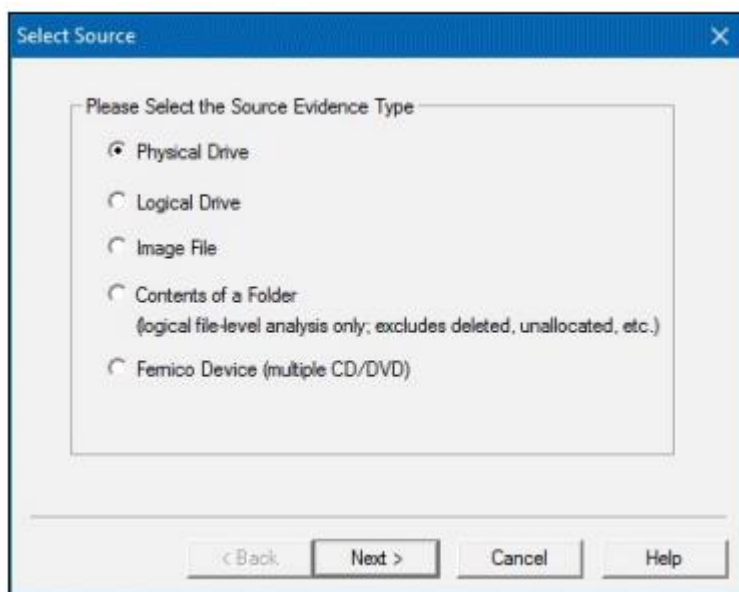 Select Source
Please Select the Source Evidence Type
Physical Drive
Logical Drive
Image File
Contents of a Folder
(logical file-level analysis only; excludes deleted, unallocated, etc.)
Fernico Device (multiple CD/DVD)
< Back Next > Cancel Help